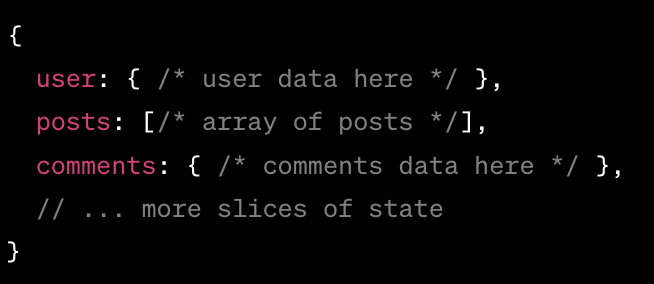 {
user: { /* user data here */ },
posts: [/* array of posts */],
comments: { /* comments data here */ },
// ... more slices of state
}